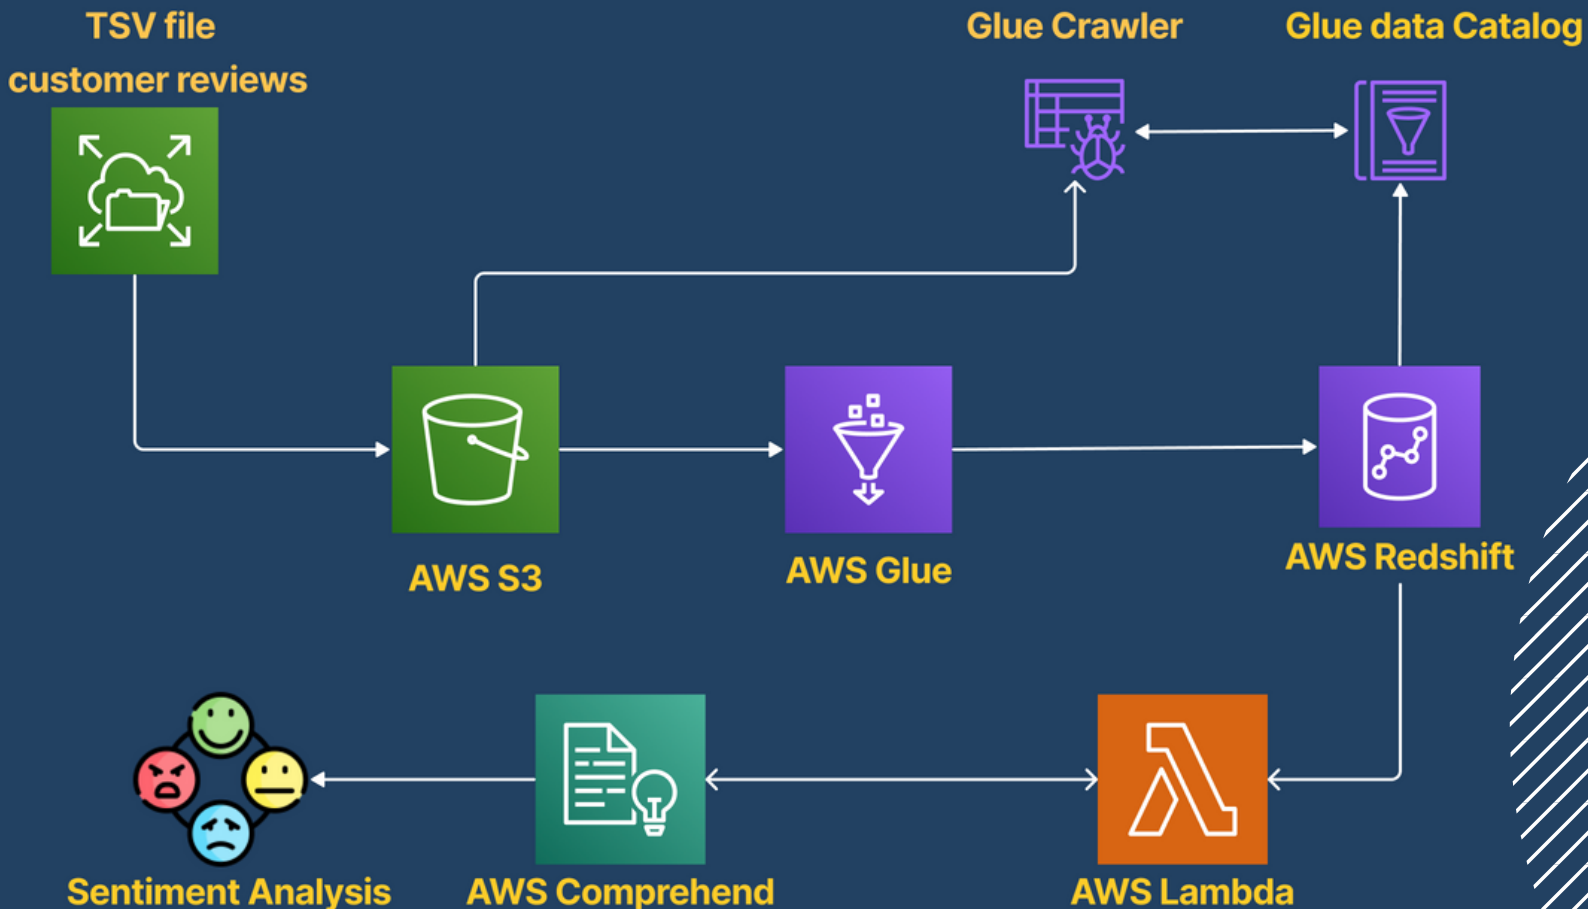 TSV file
customer reviews
Glue Crawler
Glue data Catalog
AWS S3
AWS Glue
AWS Redshift
Sentiment Analysis
AWS Comprehend
AWS Lambda